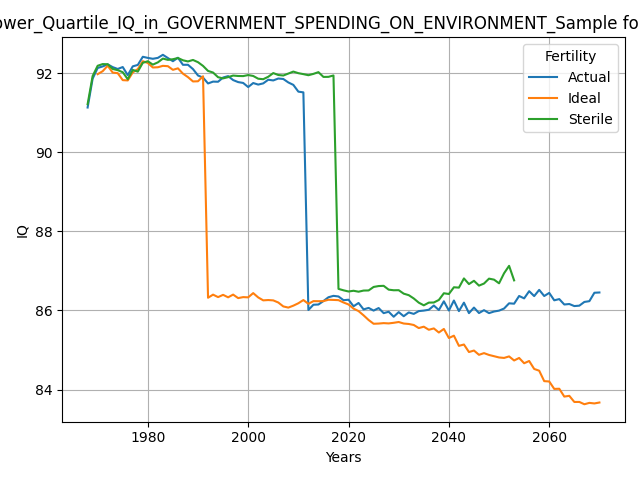 ower_Quartile_IQ_in_GOVERNMENT_SPENDING_ON_ENVIRONMENT_Sample fo
Fertility
Actual
Ideal
Sterile
IQ
92
90
88
86
84
1980 2000 2020 2040 2060
Years